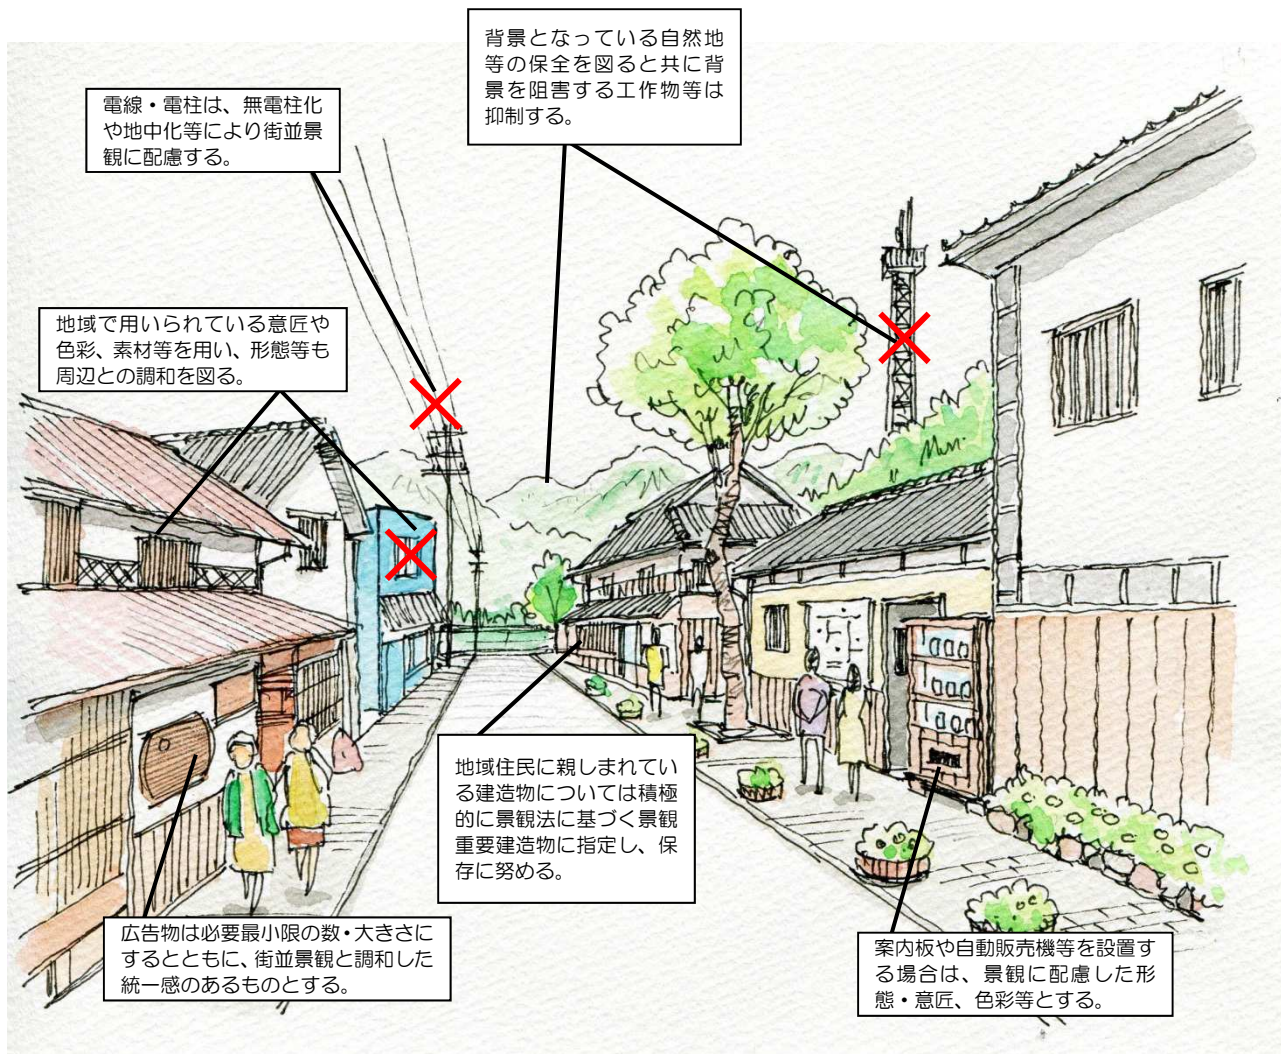 背景となっている自然地
等の保全を図ると共に背
景を阻害する工作物等は
抑制する。
電線・電柱は、無電柱化
や地中化等により街並景
観に配慮する。
地域で用いられている意匠や
色彩、素材等を用い、形態等も
周辺との調和を図る。
地域住民に親しまれてい
る建造物については積極
的に景観法に基づく景観
重要建造物に指定し、保
存に努める。
広告物は必要最小限の数・大きさに
するとともに、街並景観と調和した
統一感のあるものとする。
案内板や自動販売機等を設置す
る場合は、景観に配慮した形
態・意匠、色彩等とする。